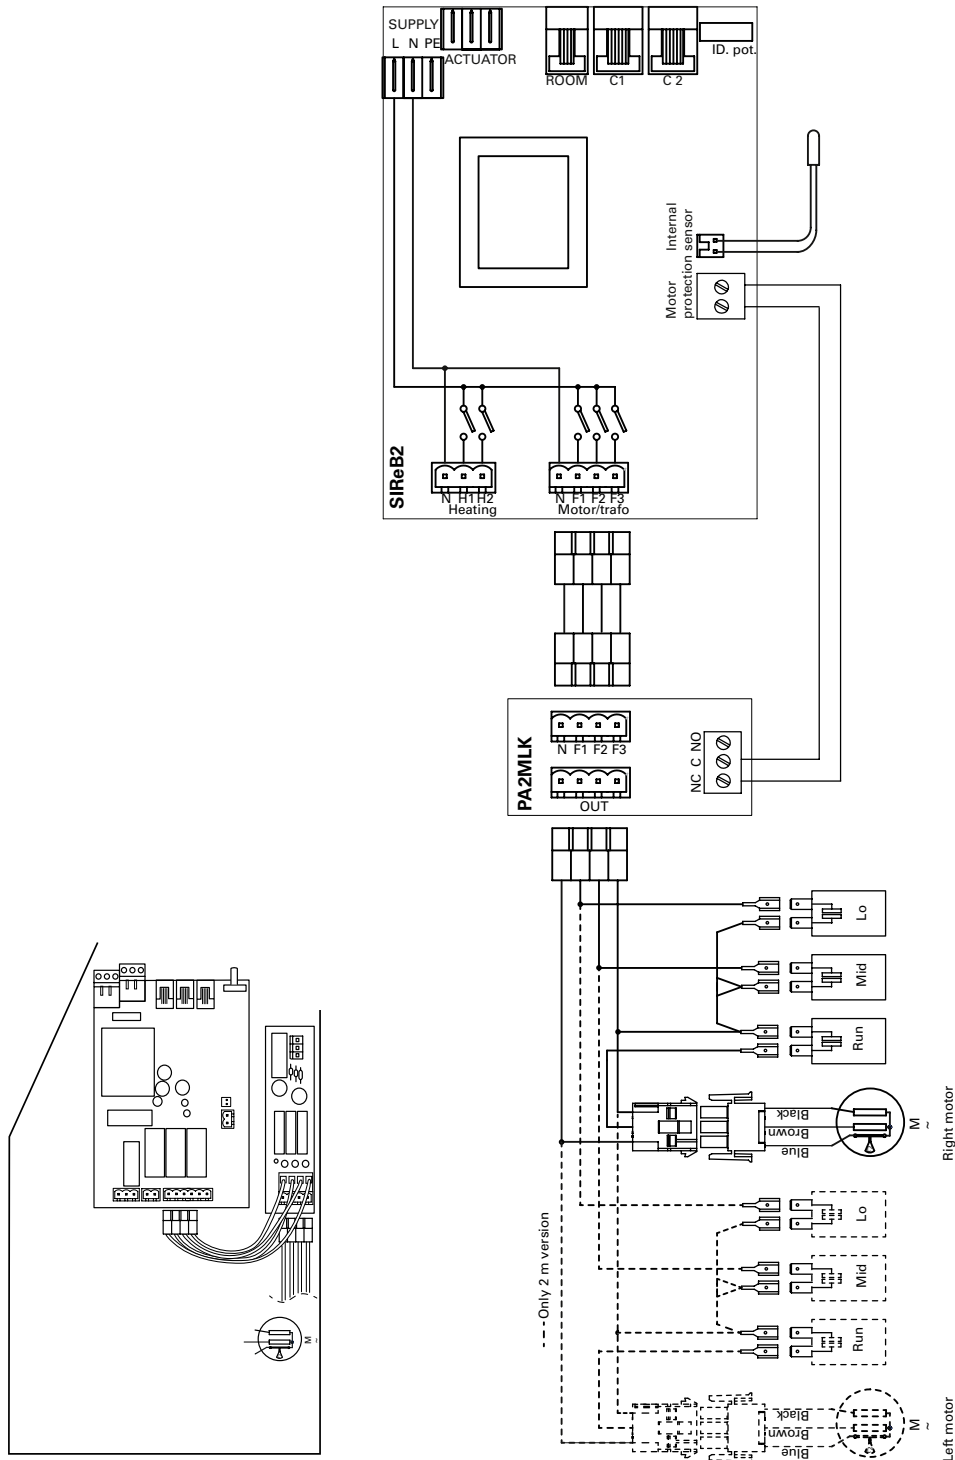 SUPPLY
L N PE
ACTUATOR
ROOM
C1
C 2
ID. pot.
Internal
protection sensor
Motor
SIReB2
N H1 H2
Heating
N F1 F2 F3
Motor/trafo
PA2MLK
N F1 F2 F3
OUT
NC C NO
Lo
Mid
Run
Black
Brown
Blue
M
~
Right motor
--- Only 2 m version
Lo
Mid
Run
Black
Brown
Blue
M
~
Left motor
M
~